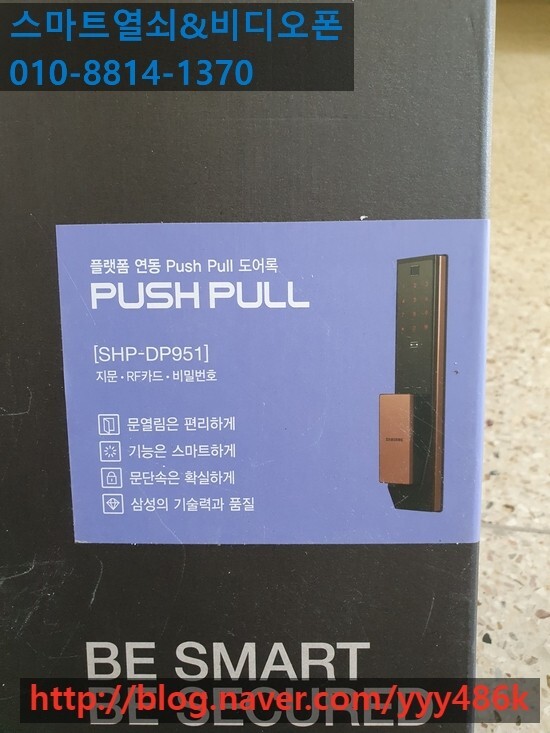 스마트열쇠&비디오폰
010-8814-1370
플랫폼 연동 Push Pull 도어록
PUSH PULL
[SHP-DP951]
지문·RF카드·비밀번호
문열림은 편리하게
기능은 스마트하게
문단속은 확실하게
삼성의 기술력과 품질
SAMSUNG
BE SMART
BE SECURED
http://blog.naver.com/yyy486k